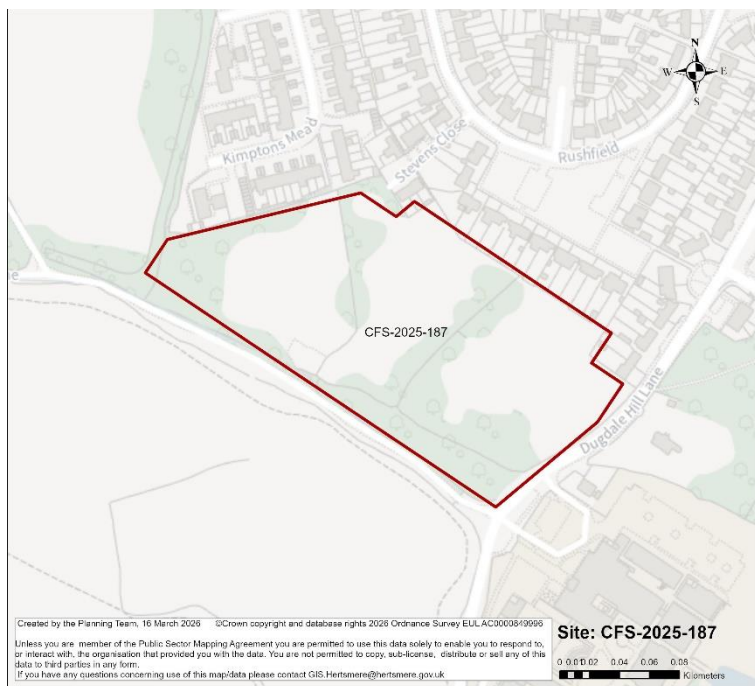 N
W E
S
Kimptons Mead
Stevens Close
Rushfield
CFS-2025-187
Dugdale Hill Lane
Created by the Planning Team, 16 March 2026 ©Crown copyright and database rights 2026 Ordnance Survey EUL AC0000849996
Unless you are member of the Public Sector Mapping Agreement you are permitted to use this data solely to enable you to respond to,
or interact with, the organisation that provided you with the data. You are not permitted to copy, sub-license, distribute or sell any of this
data to third parties in any form.
If you have any questions concerning use of this map/data please contact GIS.Hertsmere@hertsmere.gov.uk
Site: CFS-2025-187
0 0.01 0.02 0.04 0.06 0.08
Kilometers